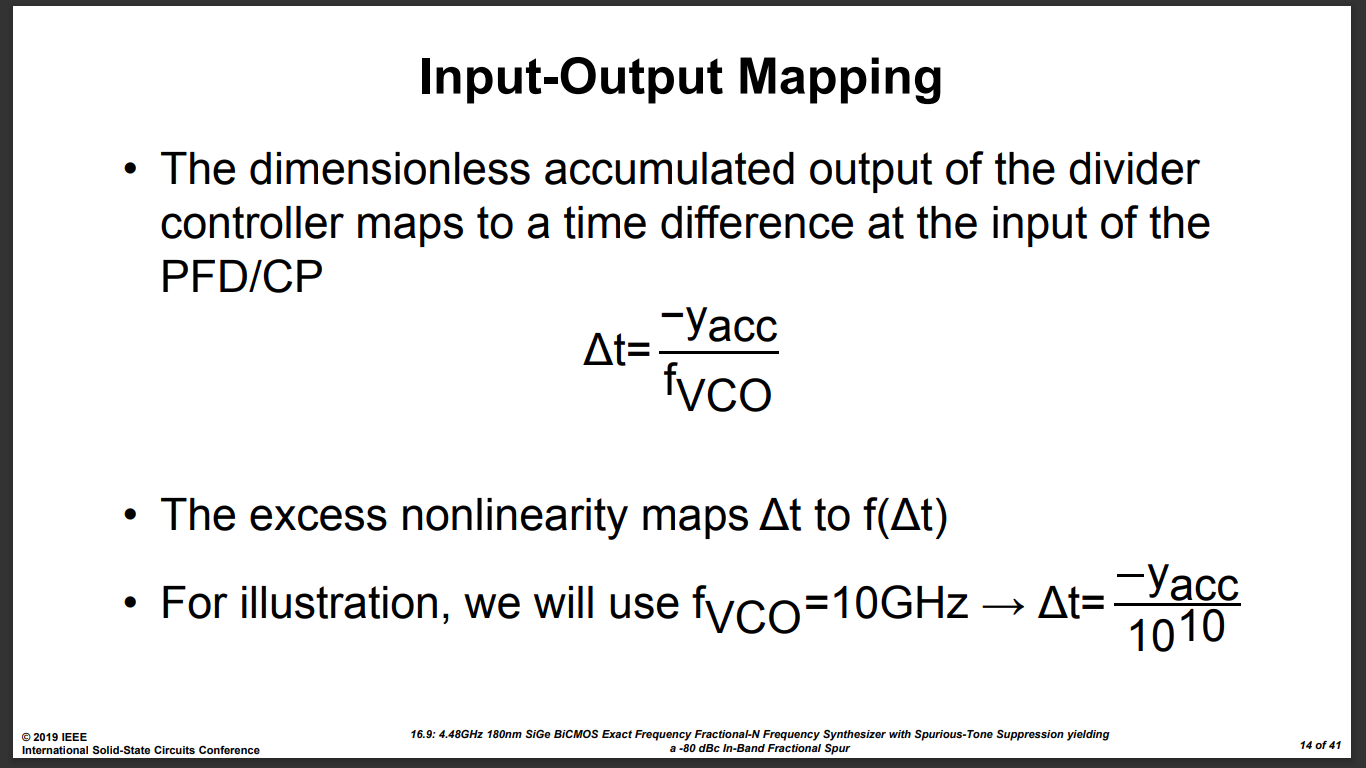 Input-Output Mapping
• The dimensionless accumulated output of the divider
controller maps to a time difference at the input of the
PFD/CP
Δt=−yacc/fVCO
• The excess nonlinearity maps Δt to f(Δt)
• For illustration, we will use fVCO=10GHz → Δt=−yacc/10^10
© 2019 IEEE
International Solid-State Circuits Conference
16.9: 4.48GHz 180nm SiGe BiCMOS Exact Frequency Fractional-N Frequency Synthesizer with Spurious-Tone Suppression yielding
a -80 dBc In-Band Fractional Spur
14 of 41